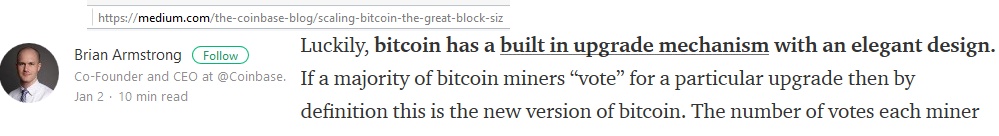 https://medium.com/the-coinbase-blog/scaling-bitcoin-the-great-block-siz
Brian Armstrong Follow
Co-Founder and CEO at @Coinbase.
Jan 2 · 10 min read
Luckily, bitcoin has a built in upgrade mechanism with an elegant design.
If a majority of bitcoin miners “vote” for a particular upgrade then by
definition this is the new version of bitcoin. The number of votes each miner